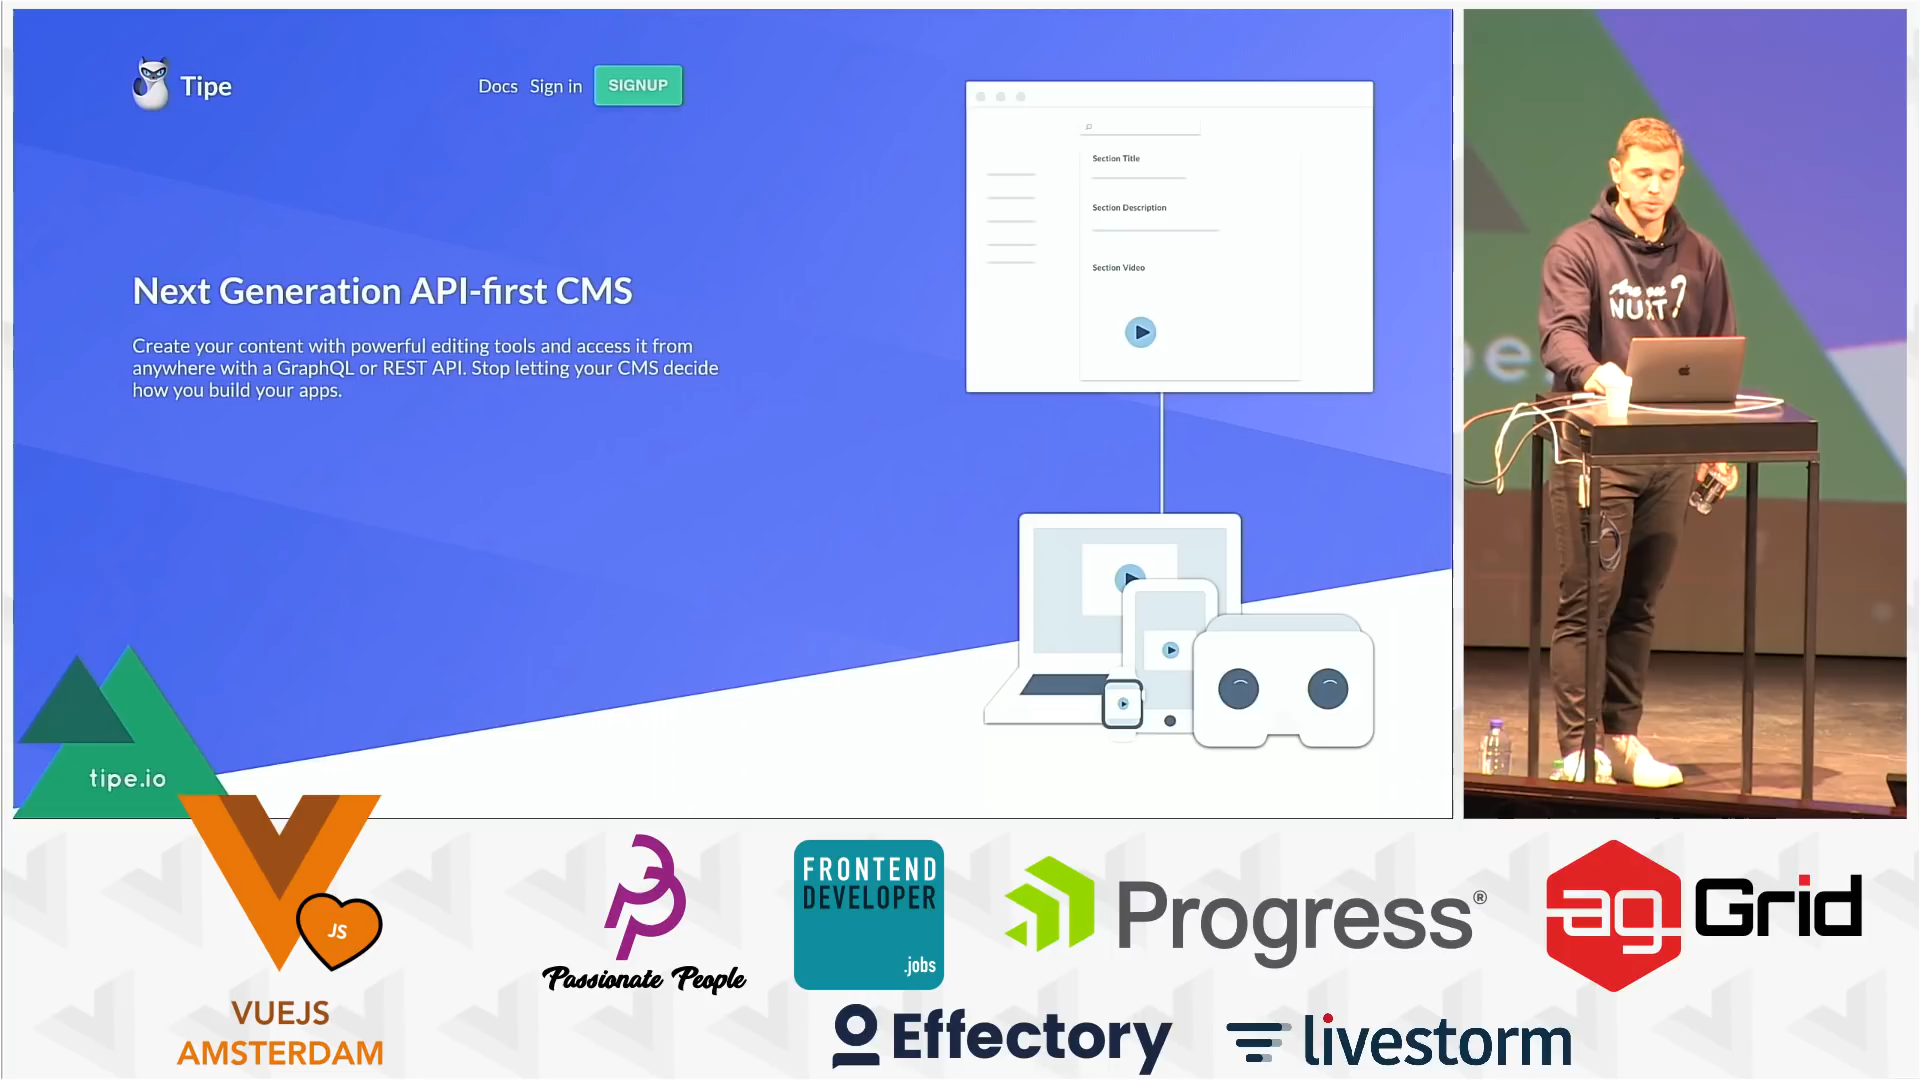 Tipe
Docs Sign in SIGNUP
Section Title
Section Description
Section Video
Next Generation API-first CMS
Create your content with powerful editing tools and access it from
anywhere with a GraphQL or REST API. Stop letting your CMS decide
how you build your apps.
tipe.io
Are you
NUXT?
JS
VUEJS
AMSTERDAM
Passionate People
FRONTEND
DEVELOPER
.jobs
Progress®
ag Grid
Effectory
livestorm